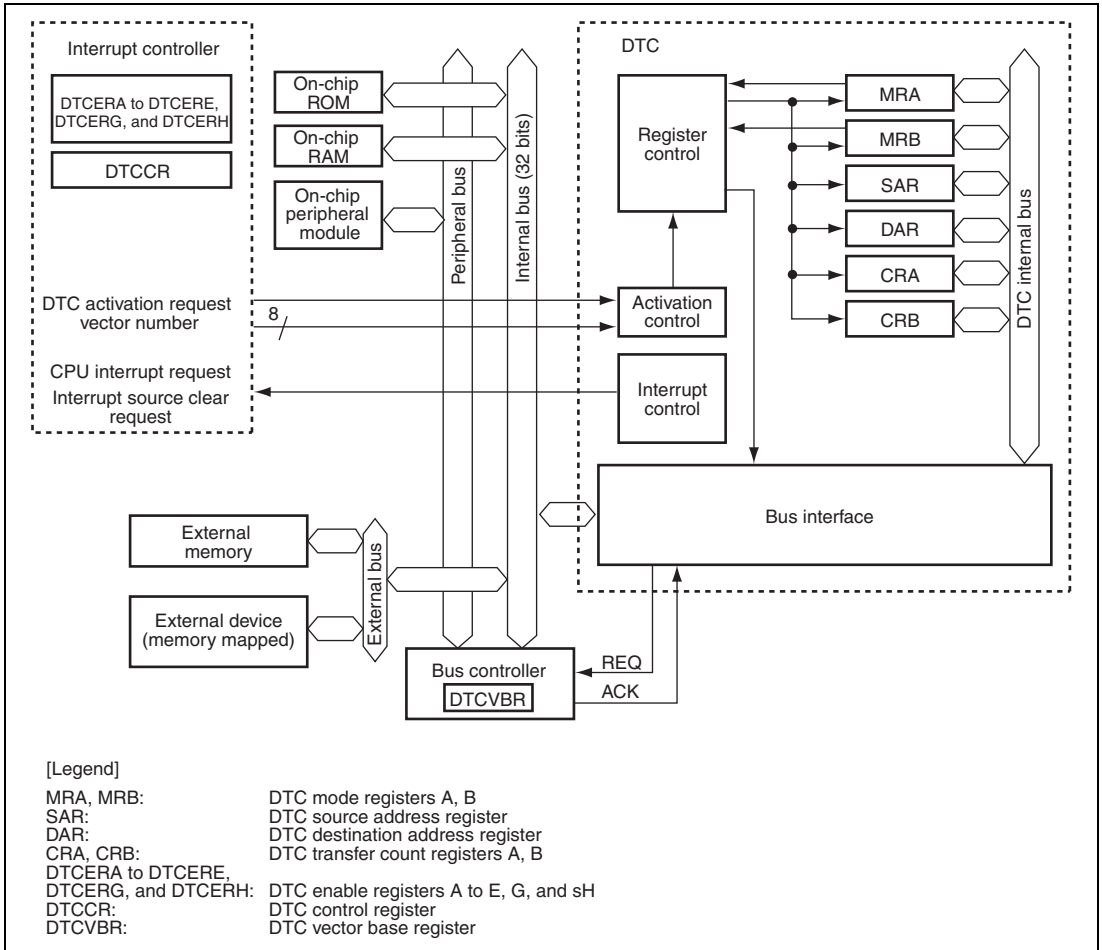 Interrupt controller
DTCERA to DTCERE,
DTCERG, and DTCERH
DTCCR
DTC activation request
vector number
8
CPU interrupt request
Interrupt source clear
request
On-chip
ROM
On-chip
RAM
On-chip
peripheral
module
Peripheral bus
Internal bus (32 bits)
DTC
Register
control
Activation
control
Interrupt
control
MRA
MRB
SAR
DAR
CRA
CRB
DTC internal bus
Bus interface
External
memory
External device
(memory mapped)
External bus
Bus controller
DTCVBR
REQ
ACK
[Legend]
MRA, MRB: DTC mode registers A, B
SAR: DTC source address register
DAR: DTC destination address register
CRA, CRB: DTC transfer count registers A, B
DTCERA to DTCERE,
DTCERG, and DTCERH: DTC enable registers A to E, G, and sH
DTCCR: DTC control register
DTCVBR: DTC vector base register